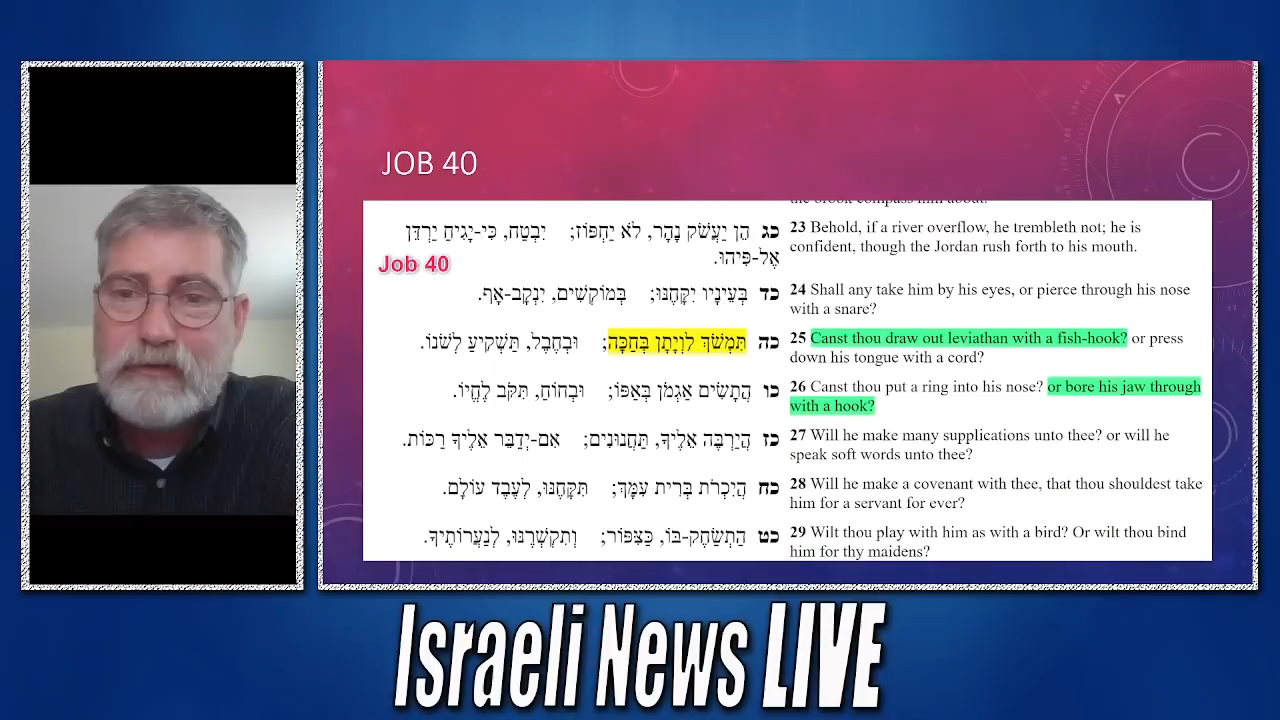 JOB 40
the brook compass him about.
כג הֵן יַעֲשֹׁק נָהָר, לֹא יַחְפּוֹז; יִבְטַח, כִּי-יָגִיחַ יַרְדֵּן
אֶל-פִּיהוּ.
Job 40
כד בְּעֵינָיו יִקָּחֶנּוּ; בְּמוֹקְשִׁים, יִנְקָב-אָף.
כה תִּמְשֹׁךְ לִוְיָתָן בְּחַכָּה; וּבְחֶבֶל, תַּשְׁקִיעַ לְשֹׁנוֹ.
כו הֲתָשִׂים אַגְמֹן בְּאַפּוֹ; וּבְחוֹחַ, תִּקֹּב לֶחֱיוֹ.
כז הֲיַרְבֶּה אֵלֶיךָ, תַּחֲנוּנִים; אִם-יְדַבֵּר אֵלֶיךָ רַכּוֹת.
כח הֲיִכְרֹת בְּרִית עִמָּךְ; תִּקָּחֶנּוּ, לְעֶבֶד עוֹלָם.
כט הַתְשַׂחֶק-בּוֹ, כַּצִּפּוֹר; וְתִקְשְׁרֶנּוּ, לְנַעֲרוֹתֶיךָ.
23 Behold, if a river overflow, he trembleth not; he is
confident, though the Jordan rush forth to his mouth.
24 Shall any take him by his eyes, or pierce through his nose
with a snare?
25 Canst thou draw out leviathan with a fish-hook? or press
down his tongue with a cord?
26 Canst thou put a ring into his nose? or bore his jaw through
with a hook?
27 Will he make many supplications unto thee? or will he
speak soft words unto thee?
28 Will he make a covenant with thee, that thou shouldest take
him for a servant for ever?
29 Wilt thou play with him as with a bird? Or wilt thou bind
him for thy maidens?
Israeli News LIVE